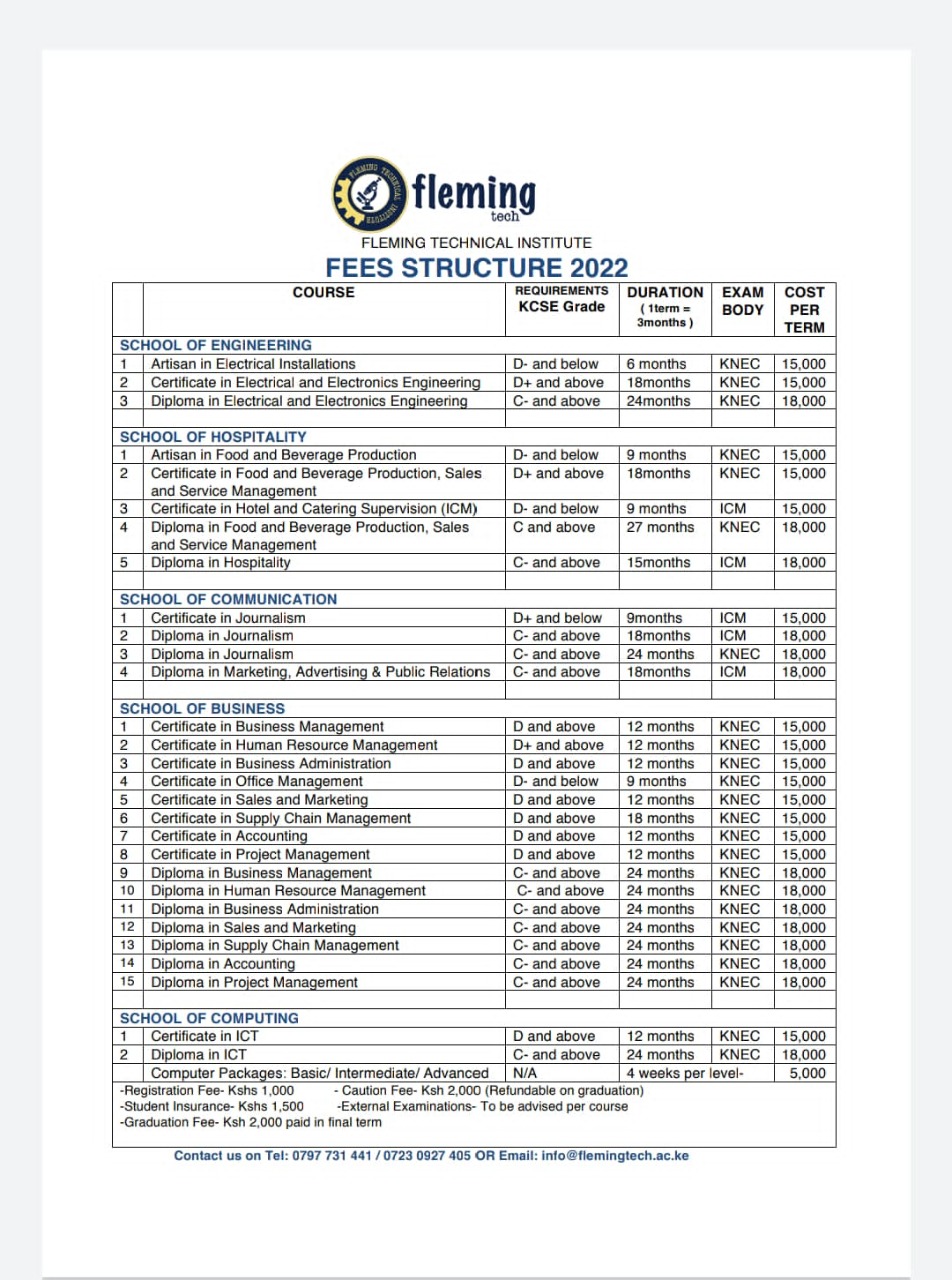 FLEMING TECHNICAL INSTITUTE
fleming
tech
FLEMING TECHNICAL INSTITUTE
FEES STRUCTURE 2022
COURSE REQUIREMENTS KCSE Grade DURATION ( 1term = 3months ) EXAM BODY COST PER TERM
SCHOOL OF ENGINEERING
1 Artisan in Electrical Installations D- and below 6 months KNEC 15,000
2 Certificate in Electrical and Electronics Engineering D+ and above 18months KNEC 15,000
3 Diploma in Electrical and Electronics Engineering C- and above 24months KNEC 18,000
SCHOOL OF HOSPITALITY
1 Artisan in Food and Beverage Production D- and below 9 months KNEC 15,000
2 Certificate in Food and Beverage Production, Sales D+ and above 18months KNEC 15,000
and Service Management
3 Certificate in Hotel and Catering Supervision (ICM) D- and below 9 months ICM 15,000
4 Diploma in Food and Beverage Production, Sales C and above 27 months KNEC 18,000
and Service Management
5 Diploma in Hospitality C- and above 15months ICM 18,000
SCHOOL OF COMMUNICATION
1 Certificate in Journalism D+ and below 9months ICM 15,000
2 Diploma in Journalism C- and above 18months ICM 18,000
3 Diploma in Journalism C- and above 24 months KNEC 18,000
4 Diploma in Marketing, Advertising & Public Relations C- and above 18months ICM 18,000
SCHOOL OF BUSINESS
1 Certificate in Business Management D and above 12 months KNEC 15,000
2 Certificate in Human Resource Management D+ and above 12 months KNEC 15,000
3 Certificate in Business Administration D and above 12 months KNEC 15,000
4 Certificate in Office Management D- and below 9 months KNEC 15,000
5 Certificate in Sales and Marketing D and above 12 months KNEC 15,000
6 Certificate in Supply Chain Management D and above 18 months KNEC 15,000
7 Certificate in Accounting D and above 12 months KNEC 15,000
8 Certificate in Project Management D and above 12 months KNEC 15,000
9 Diploma in Business Management C- and above 24 months KNEC 18,000
10 Diploma in Human Resource Management C- and above 24 months KNEC 18,000
11 Diploma in Business Administration C- and above 24 months KNEC 18,000
12 Diploma in Sales and Marketing C- and above 24 months KNEC 18,000
13 Diploma in Supply Chain Management C- and above 24 months KNEC 18,000
14 Diploma in Accounting C- and above 24 months KNEC 18,000
15 Diploma in Project Management C- and above 24 months KNEC 18,000
SCHOOL OF COMPUTING
1 Certificate in ICT D and above 12 months KNEC 15,000
2 Diploma in ICT C- and above 24 months KNEC 18,000
Computer Packages: Basic/ Intermediate/ Advanced N/A 4 weeks per level- 5,000
-Registration Fee- Kshs 1,000 - Caution Fee- Ksh 2,000 (Refundable on graduation)
-Student Insurance- Kshs 1,500 -External Examinations- To be advised per course
-Graduation Fee- Ksh 2,000 paid in final term
Contact us on Tel: 0797 731 441 / 0723 0927 405 OR Email: info@flemingtech.ac.ke